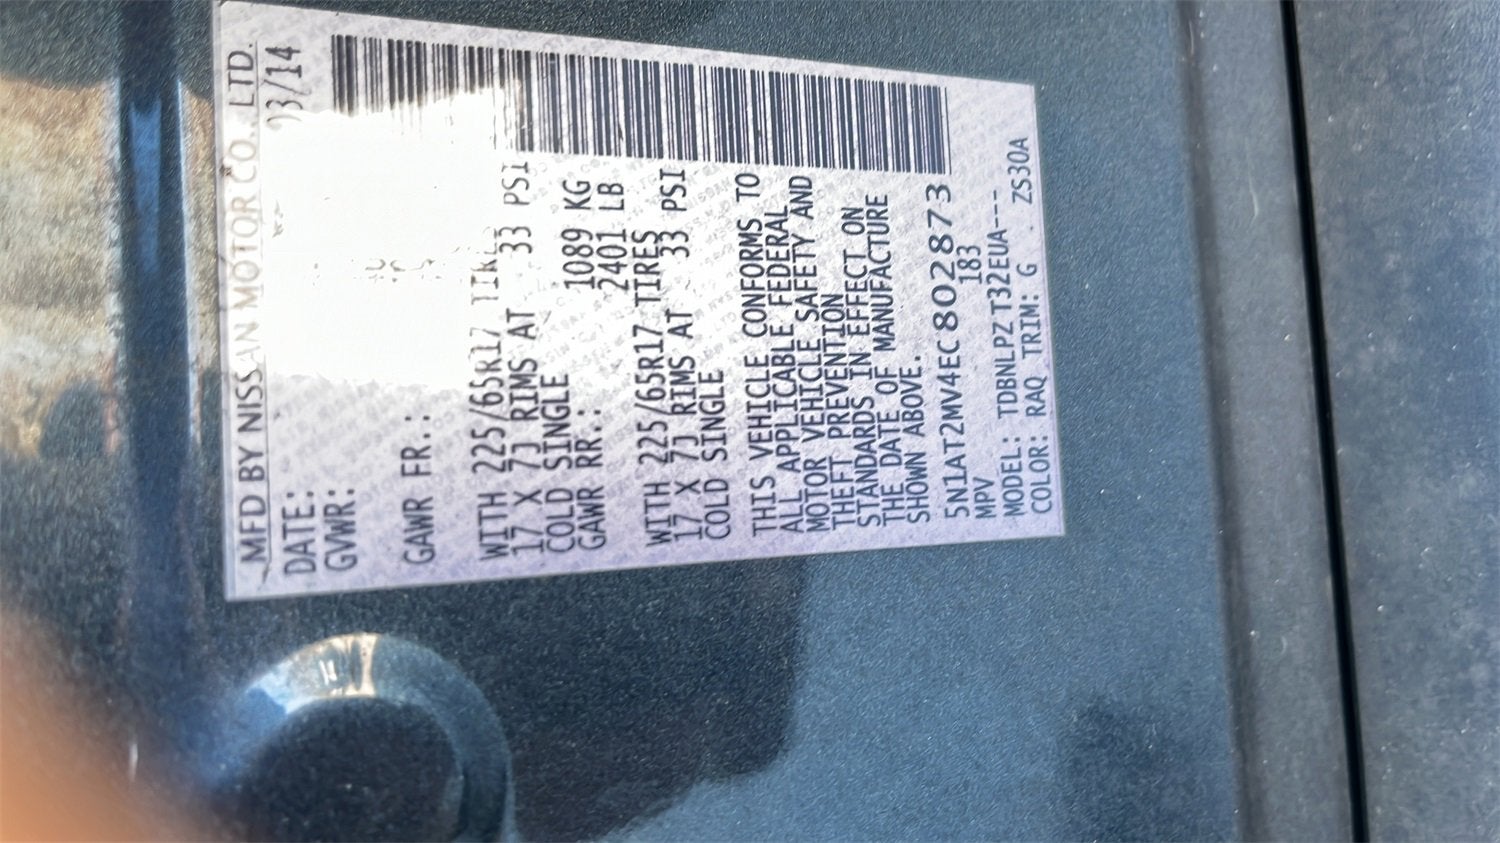 MFD BY NISSAN MOTOR CO., LTD.
DATE: 03/14
GVWR:
GAWR FR.:
WITH 225/65R17
17 X 7J RIMS AT 33 PSI
COLD SINGLE
GAWR RR.: 1089 KG
2401 LB
WITH 225/65R17 TIRES
17 X 7J RIMS AT 33 PSI
COLD SINGLE
THIS VEHICLE CONFORMS TO
ALL APPLICABLE FEDERAL
MOTOR VEHICLE SAFETY AND
THEFT PREVENTION
STANDARDS IN EFFECT ON
THE DATE OF MANUFACTURE
SHOWN ABOVE.
5N1AT2MV4EC802873
MPV 183
MODEL: TDBNLPZ T32EUA---
COLOR: RAQ TRIM: G . ZS30A